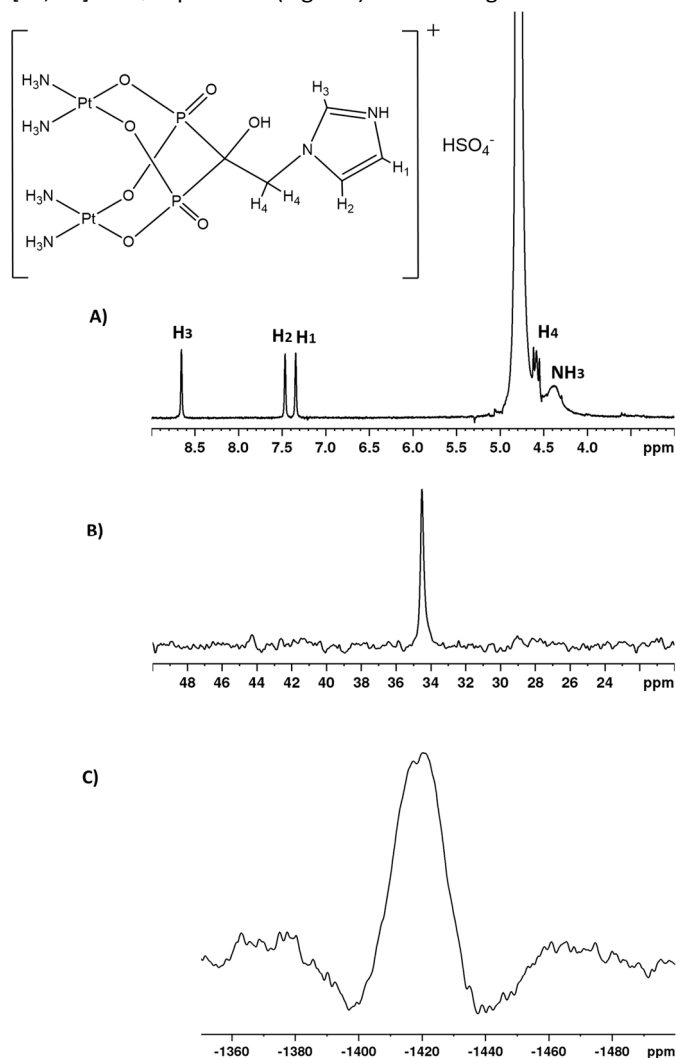 +
H₃N
O
O
H₃
Pt
P
OH
NH
H₃N
O
N
HSO₄⁻
H₁
H₃N
O
P
H₄
H₄
H₂
Pt
O
H₃N
O
A)
H3
H2 H1
H4
NH3
8.5 8.0 7.5 7.0 6.5 6.0 5.5 5.0 4.5 4.0 ppm
B)
48 46 44 42 40 38 36 34 32 30 28 26 24 ppm
C)
-1360 -1380 -1400 -1420 -1440 -1460 -1480 ppm